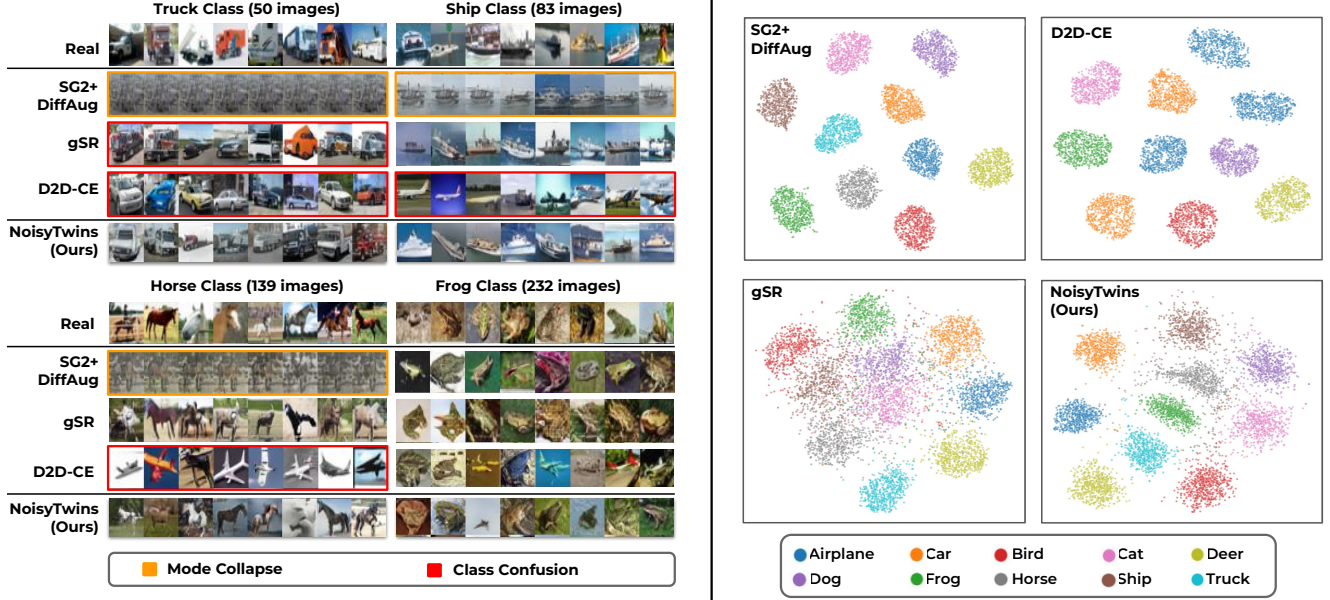 Truck Class (50 images)
Ship Class (83 images)
Real
SG2+
DiffAug
gSR
D2D-CE
NoisyTwins
(Ours)
Horse Class (139 images)
Frog Class (232 images)
Real
SG2+
DiffAug
gSR
D2D-CE
NoisyTwins
(Ours)
Mode Collapse
Class Confusion
SG2+
DiffAug
D2D-CE
gSR
NoisyTwins
(Ours)
Airplane
Car
Bird
Cat
Deer
Dog
Frog
Horse
Ship
Truck